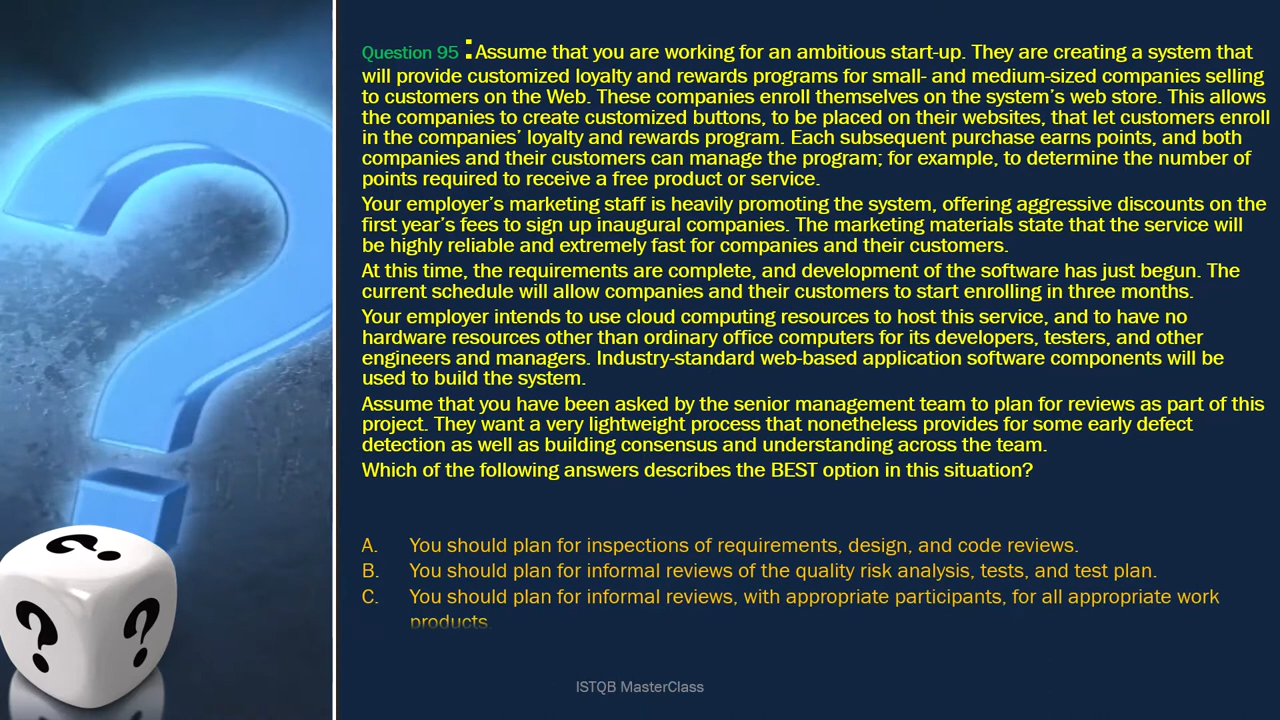 Question 95 : Assume that you are working for an ambitious start-up. They are creating a system that
will provide customized loyalty and rewards programs for small- and medium-sized companies selling
to customers on the Web. These companies enroll themselves on the system's web store. This allows
the companies to create customized buttons, to be placed on their websites, that let customers enroll
in the companies' loyalty and rewards program. Each subsequent purchase earns points, and both
companies and their customers can manage the program; for example, to determine the number of
points required to receive a free product or service.
Your employer's marketing staff is heavily promoting the system, offering aggressive discounts on the
first year's fees to sign up inaugural companies. The marketing materials state that the service will
be highly reliable and extremely fast for companies and their customers.
At this time, the requirements are complete, and development of the software has just begun. The
current schedule will allow companies and their customers to start enrolling in three months.
Your employer intends to use cloud computing resources to host this service, and to have no
hardware resources other than ordinary office computers for its developers, testers, and other
engineers and managers. Industry-standard web-based application software components will be
used to build the system.
Assume that you have been asked by the senior management team to plan for reviews as part of this
project. They want a very lightweight process that nonetheless provides for some early defect
detection as well as building consensus and understanding across the team.
Which of the following answers describes the BEST option in this situation?
A. You should plan for inspections of requirements, design, and code reviews.
B. You should plan for informal reviews of the quality risk analysis, tests, and test plan.
C. You should plan for informal reviews, with appropriate participants, for all appropriate work
products.
ISTQB MasterClass
?
?
?
?